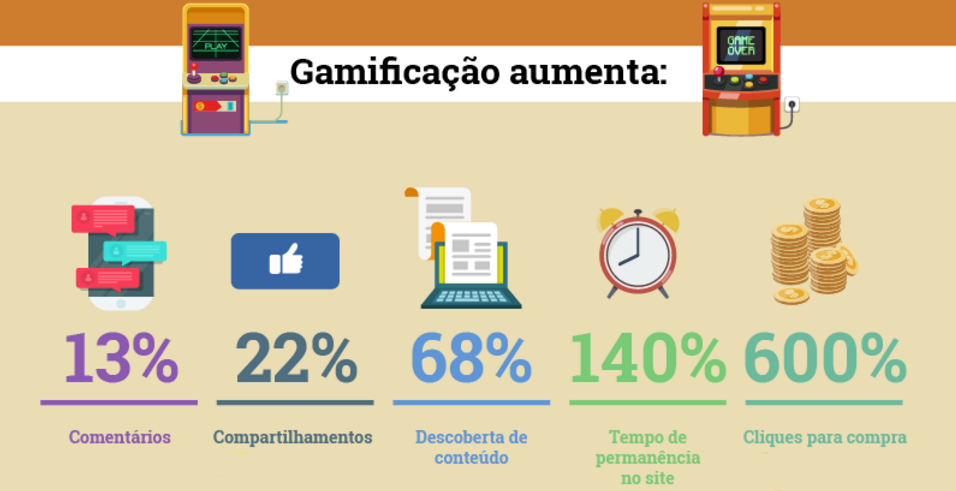 PLAY
GAME
OVER
Gamificação aumenta:
13%
22%
68%
140%
600%
Comentários
Compartilhamentos
Descoberta de
conteúdo
Tempo de
permanência
no site
Cliques para compra